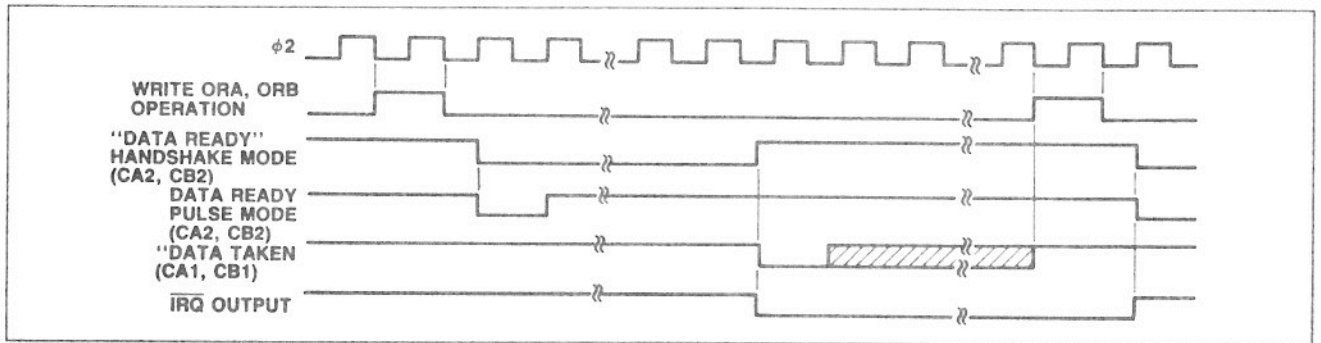 ϕ2
WRITE ORA, ORB
OPERATION
"DATA READY"
HANDSHAKE MODE
(CA2, CB2)
DATA READY
PULSE MODE
(CA2, CB2)
"DATA TAKEN
(CA1, CB1)
IRQ OUTPUT